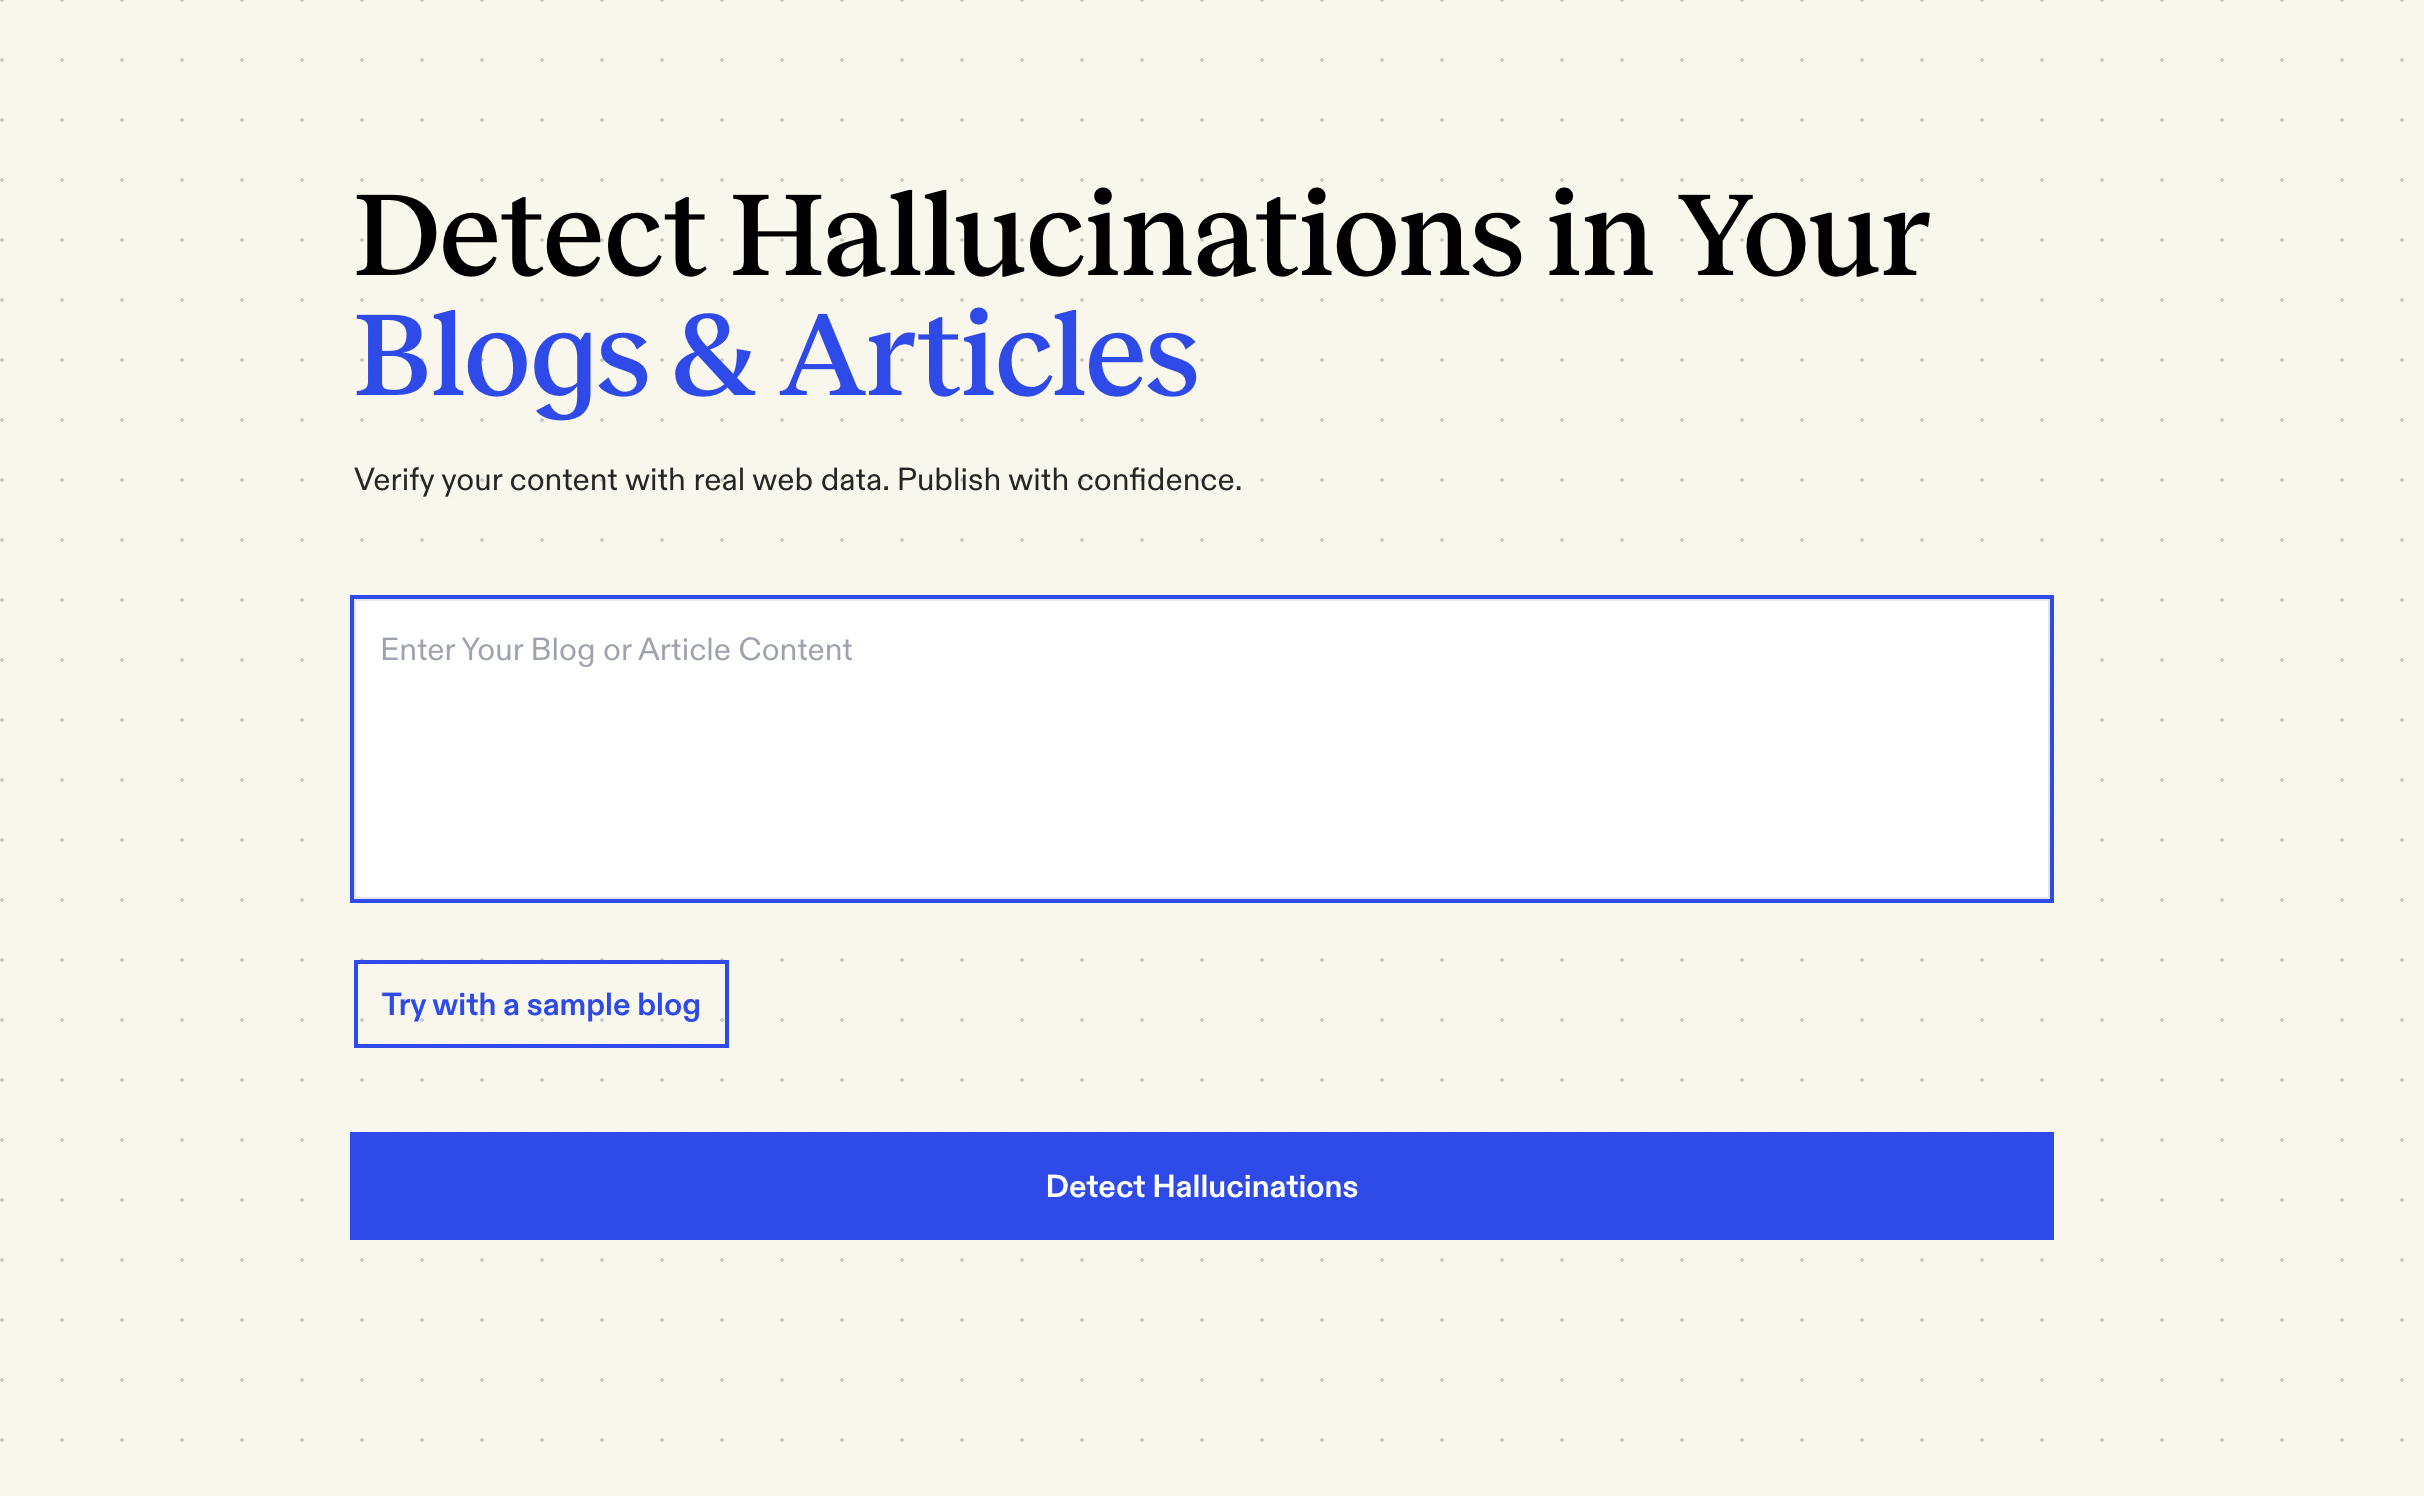 Detect Hallucinations in Your
Blogs & Articles
Verify your content with real web data. Publish with confidence.
Enter Your Blog or Article Content
Try with a sample blog
Detect Hallucinations